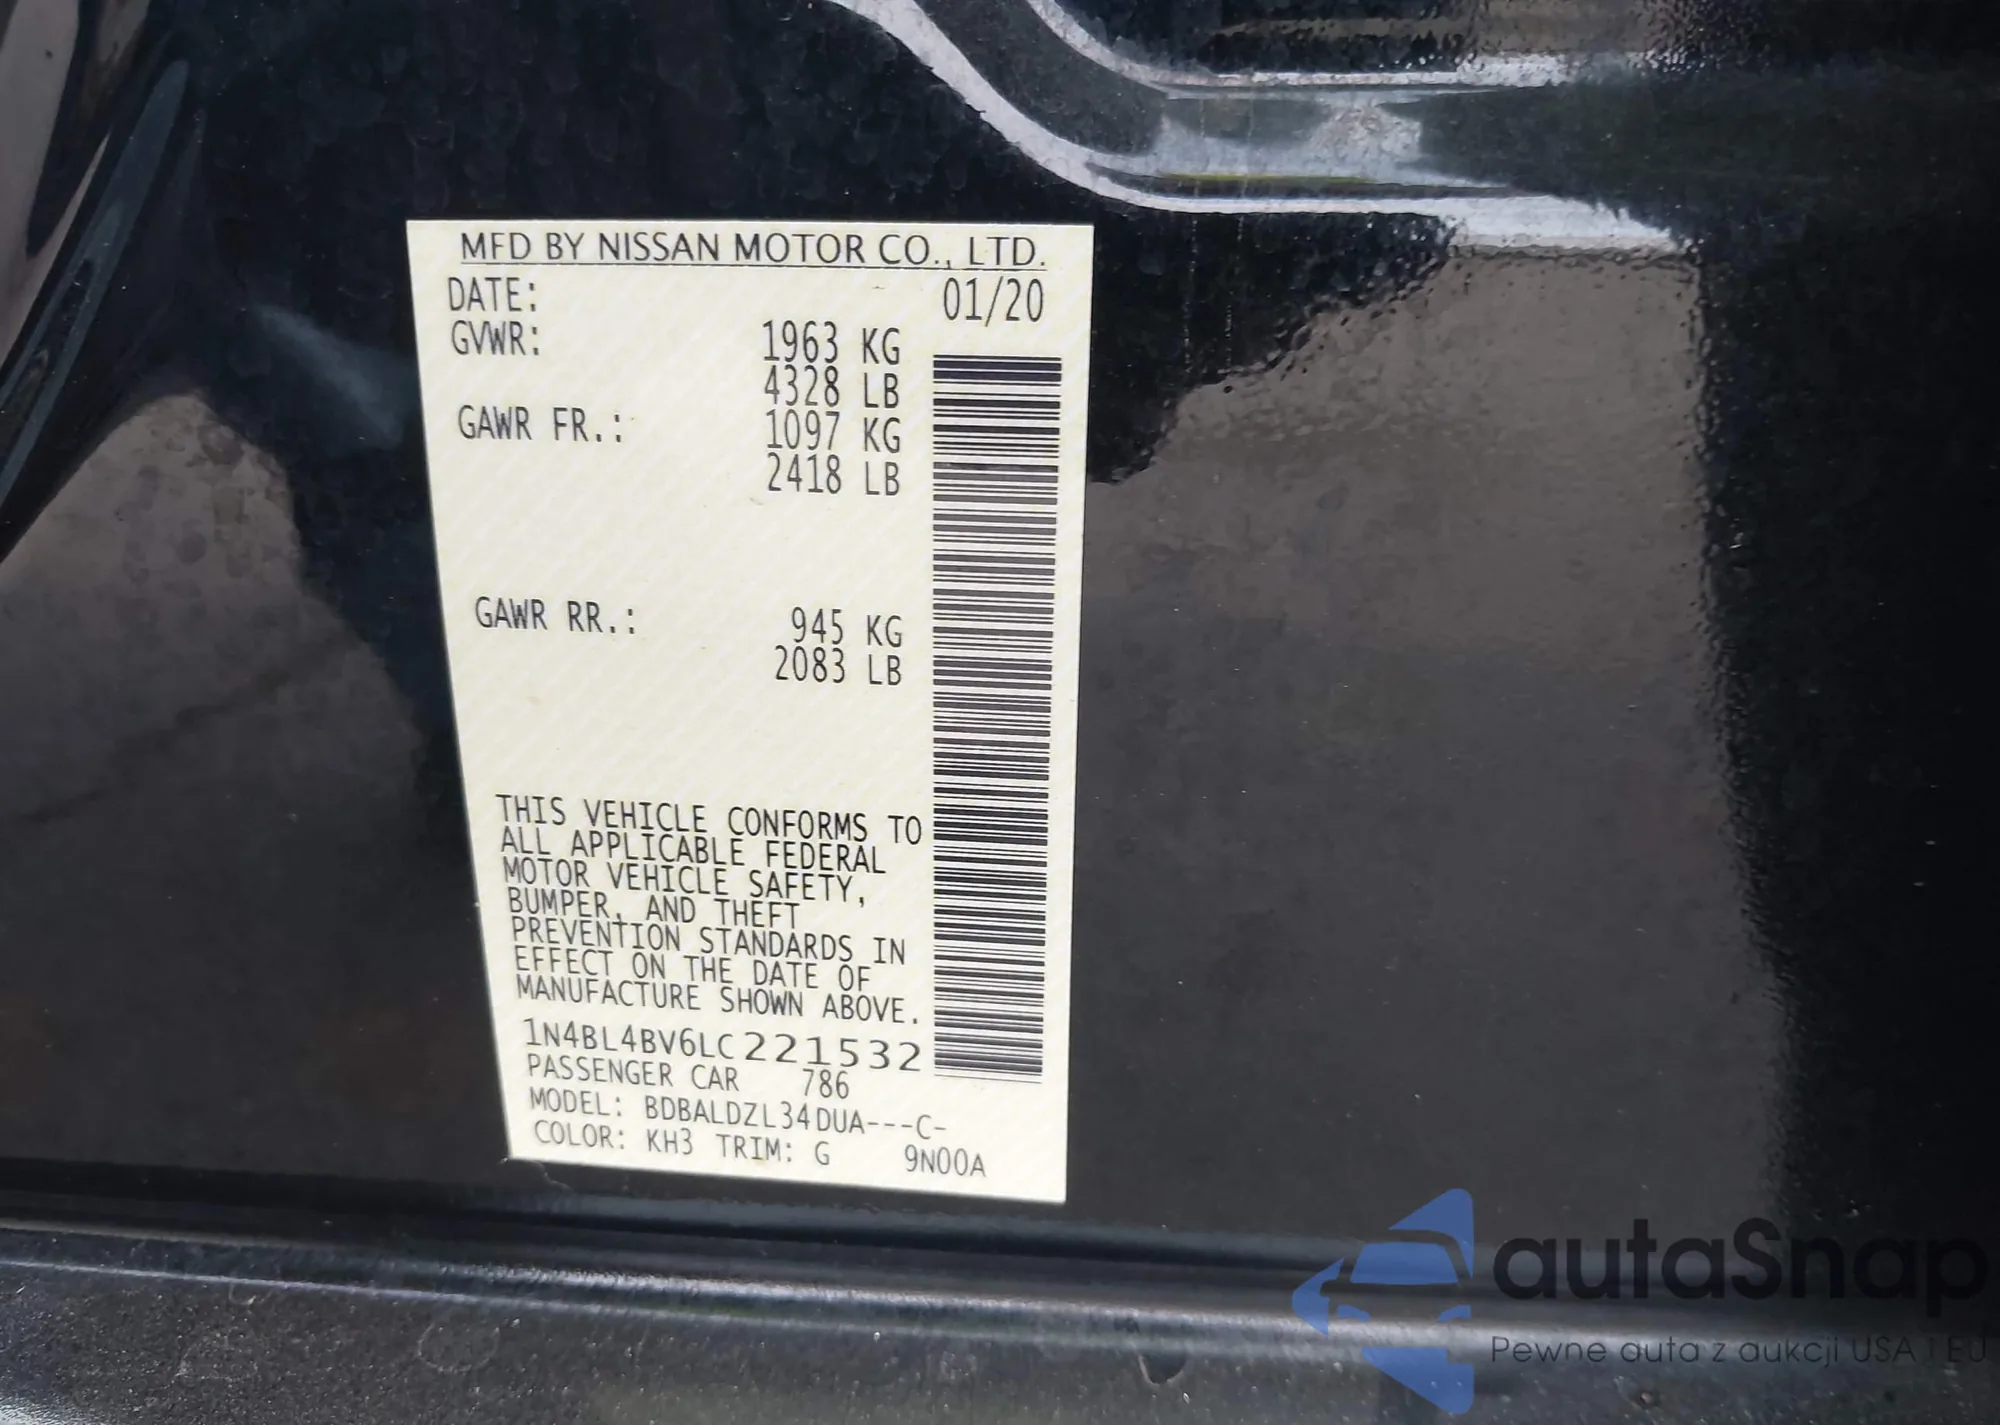 MFD BY NISSAN MOTOR CO., LTD.
DATE: 01/20
GVWR: 1963 KG
4328 LB
GAWR FR.: 1097 KG
2418 LB
GAWR RR.: 945 KG
2083 LB
THIS VEHICLE CONFORMS TO
ALL APPLICABLE FEDERAL
MOTOR VEHICLE SAFETY,
BUMPER, AND THEFT
PREVENTION STANDARDS IN
EFFECT ON THE DATE OF
MANUFACTURE SHOWN ABOVE.
1N4BL4BV6LC221532
PASSENGER CAR 786
MODEL: BDBALDZL34DUA---C-
COLOR: KH3 TRIM: G 9N00A
autaSnap
Pewne auta z aukcji USA i EU